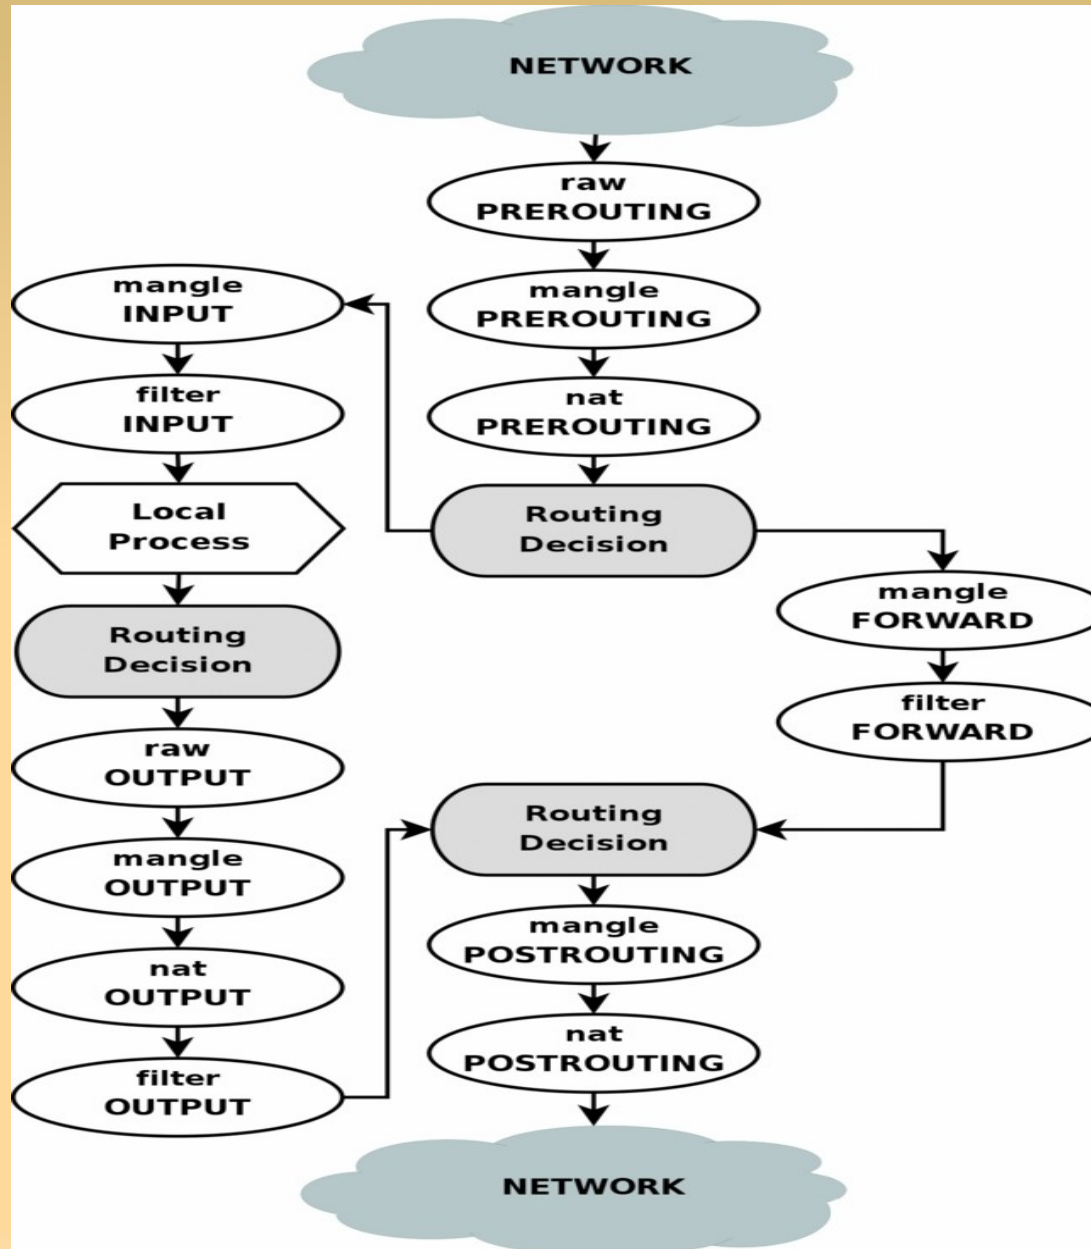 NETWORK
raw
PREROUTING
mangle
PREROUTING
nat
PREROUTING
Routing
Decision
mangle
INPUT
filter
INPUT
Local
Process
Routing
Decision
raw
OUTPUT
mangle
OUTPUT
nat
OUTPUT
filter
OUTPUT
mangle
FORWARD
filter
FORWARD
Routing
Decision
mangle
POSTROUTING
nat
POSTROUTING
NETWORK